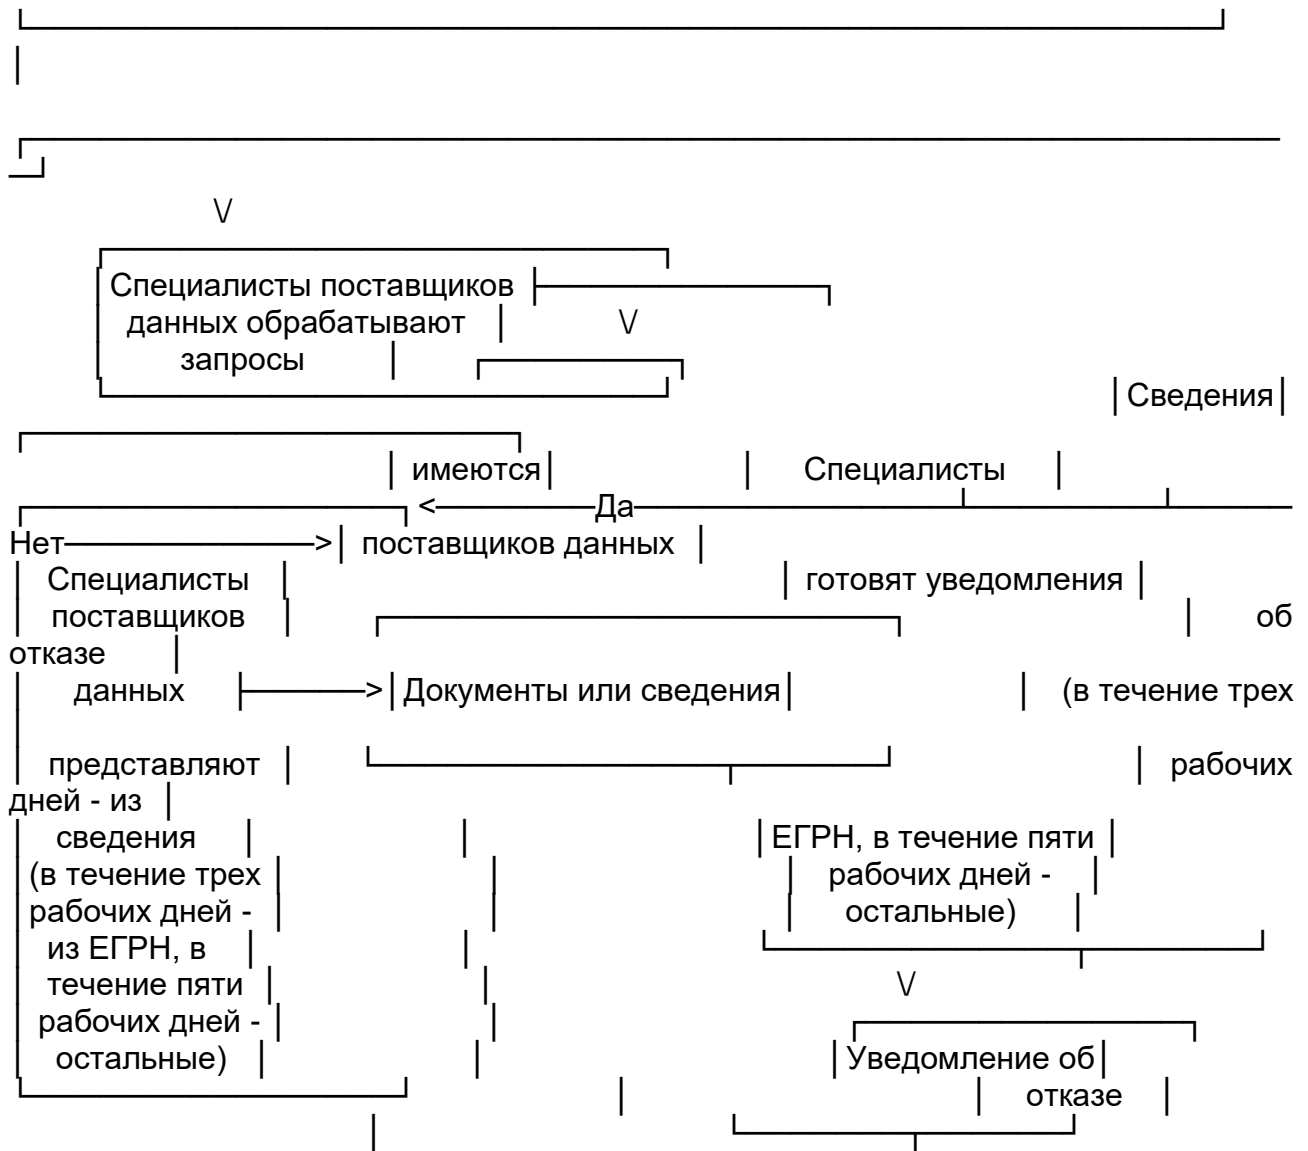 \/
Специалисты поставщиков
данных обрабатывают \/
запросы
Сведения
имеются Специалисты
< Да
Нет > поставщиков данных
Специалисты готовят уведомления
поставщиков об
отказе
данных > Документы или сведения (в течение трех
представляют рабочих
дней - из
сведения ЕГРН, в течение пяти
(в течение трех рабочих дней -
рабочих дней - остальные)
из ЕГРН, в
течение пяти \/
рабочих дней -
остальные) Уведомление об
отказе